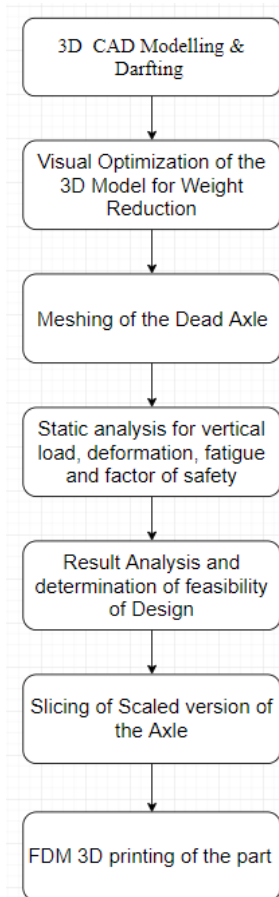 3D CAD Modelling &
Darfting
Visual Optimization of the
3D Model for Weight
Reduction
Meshing of the Dead Axle
Static analysis for vertical
load, deformation, fatigue
and factor of safety
Result Analysis and
determination of feasibility
of Design
Slicing of Scaled version of
the Axle
FDM 3D printing of the part